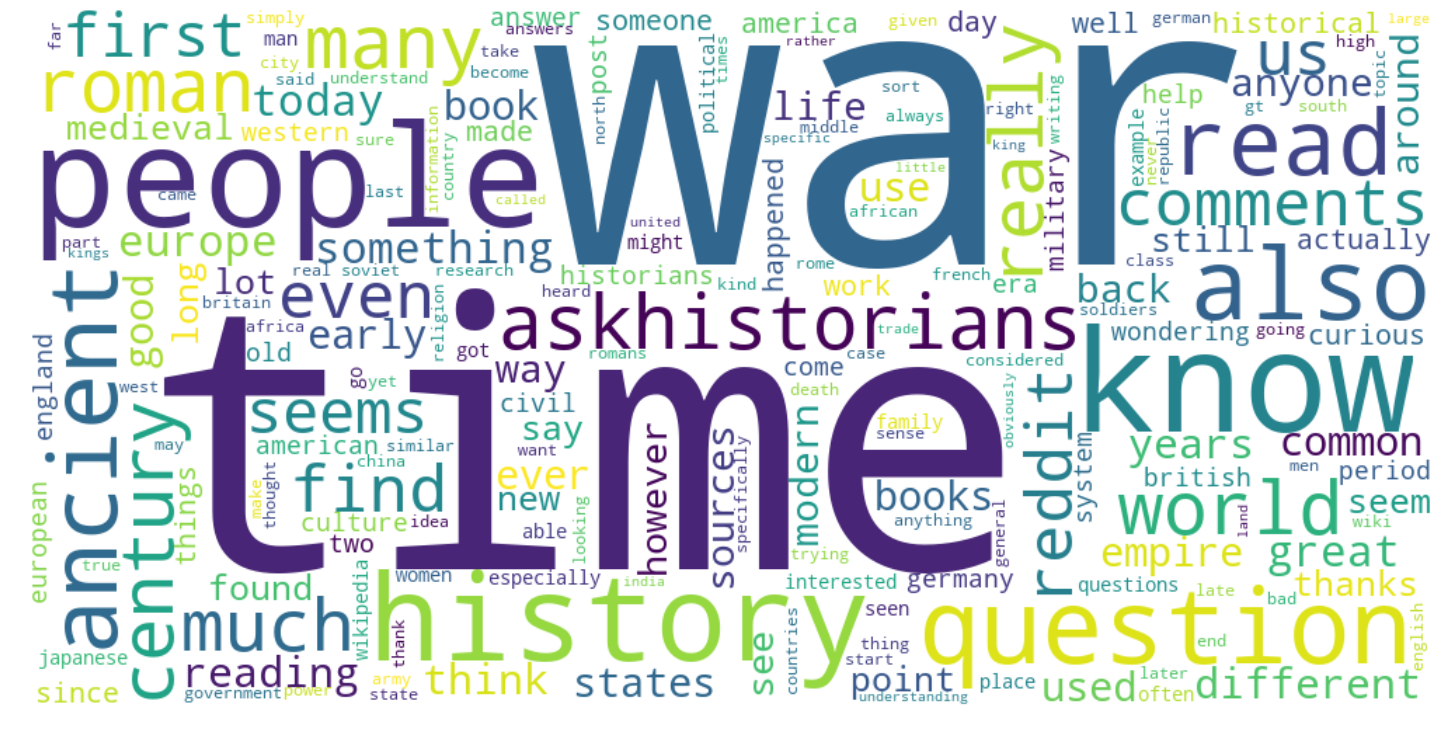 far
first
simply
man
city
many
said
understand
answer
answers
take
become
someone
post
political
times
america
rather
given
day
well
german
historical
large
roman
today
book
war
life
sort
really
us
high
topic
anyone
around
medieval
western
sure
information
country
made
north
middle
specific
always
right
writing
help
gt
south
example
never
republic
read
people
came
last
called
king
little
use
african
military
comments
part
kings
europe
something
united
might
happened
still
actually
ancient
good
long
lot
britain
real
soviet
research
historians
kind
rome
work
french
era
class
also
back
soldiers
even
religion
heard
africa
early
old
got
askhistorians
trade
wondering
going
curious
england
west
time
go
yet
way
romans
come
case
considered
death
know
century
seems
civil
say
want
modern
family
sense
obviously
reddit
may
american
similar
china
however
sources
specifically
years
common
british
men
period
system
find
ever
new
books
anything
general
world
land
seem
wiki
european
things
make
thought
culture
idea
two
able
looking
trying
empire
great
true
found
wikipedia
women
especially
india
interested
germany
questions
late
bad
thanks
much
history
seen
question
end
english
japanese
thank
see
countries
thing
start
since
reading
government
power
army
state
think
states
point
understanding
place
used
later
often
different